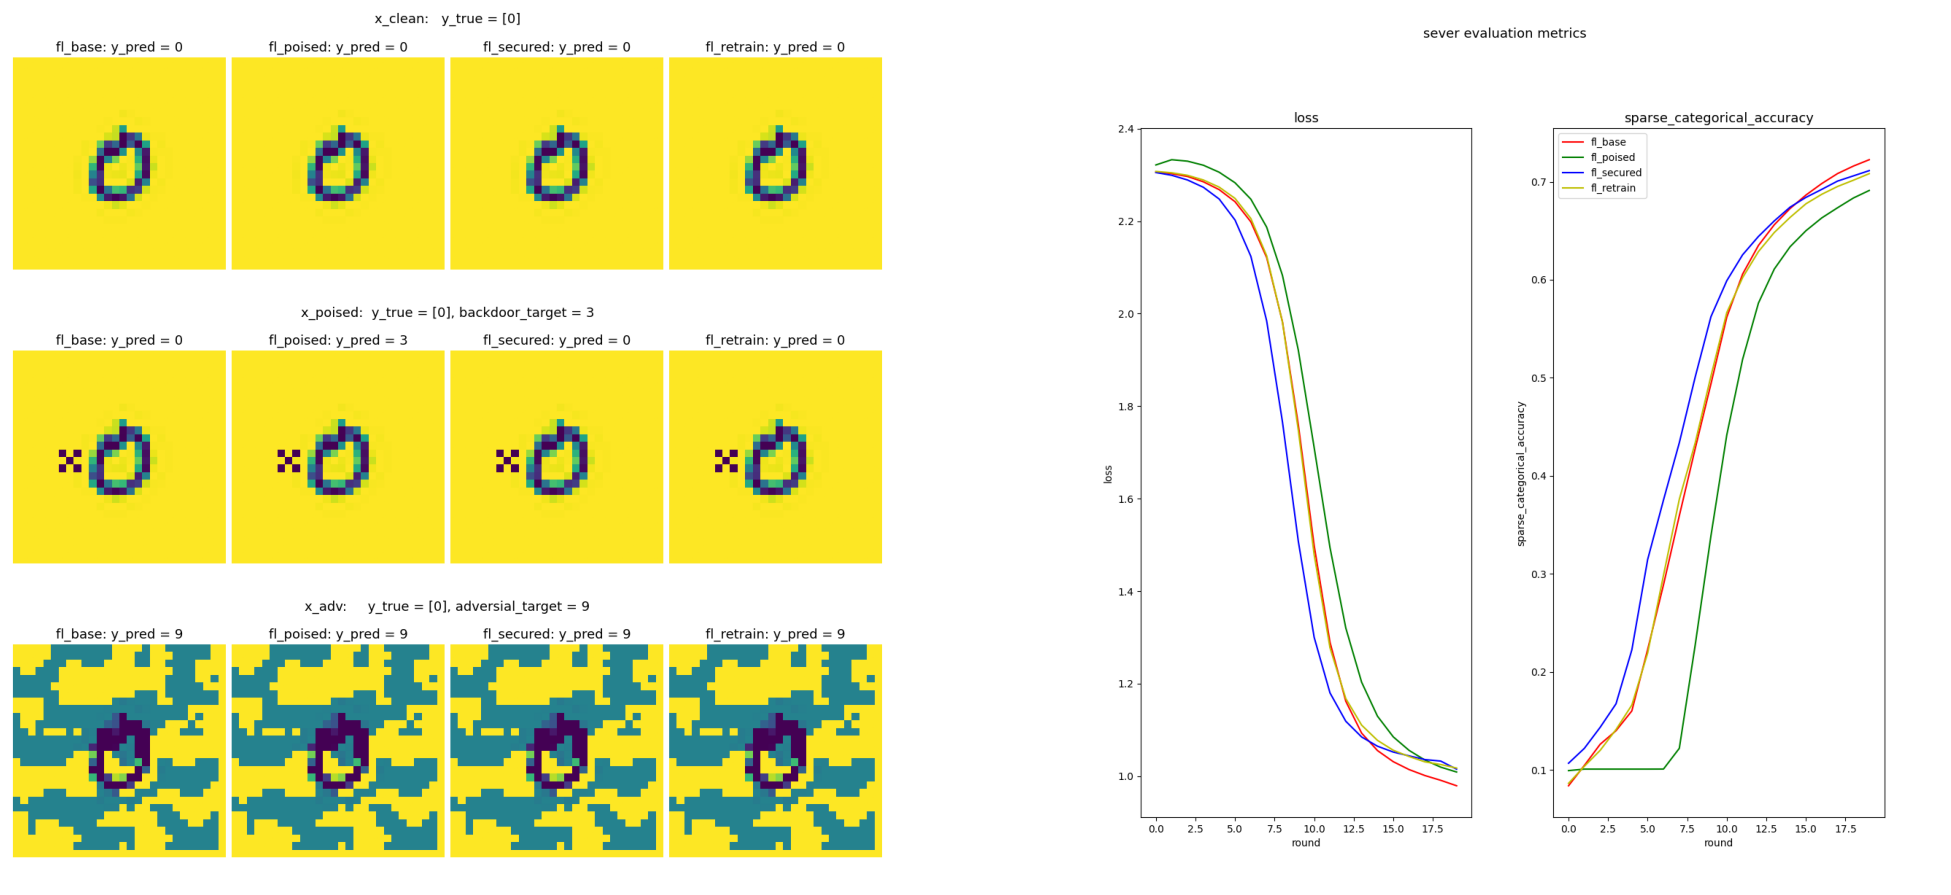 x_clean:   y_true = [0]
fl_base: y_pred = 0
fl_poised: y_pred = 0
fl_secured: y_pred = 0
fl_retrain: y_pred = 0
x_poised:  y_true = [0], backdoor_target = 3
fl_base: y_pred = 0
fl_poised: y_pred = 3
fl_secured: y_pred = 0
fl_retrain: y_pred = 0
x_adv:     y_true = [0], adversial_target = 9
fl_base: y_pred = 9
fl_poised: y_pred = 9
fl_secured: y_pred = 9
fl_retrain: y_pred = 9
sever evaluation metrics
loss
2.4
2.2
2.0
1.8
1.6
1.4
1.2
1.0
loss
0.0 2.5 5.0 7.5 10.0 12.5 15.0 17.5
round
sparse_categorical_accuracy
fl_base
fl_poised
fl_secured
fl_retrain
0.7
0.6
0.5
0.4
0.3
0.2
0.1
sparse_categorical_accuracy
0.0 2.5 5.0 7.5 10.0 12.5 15.0 17.5
round